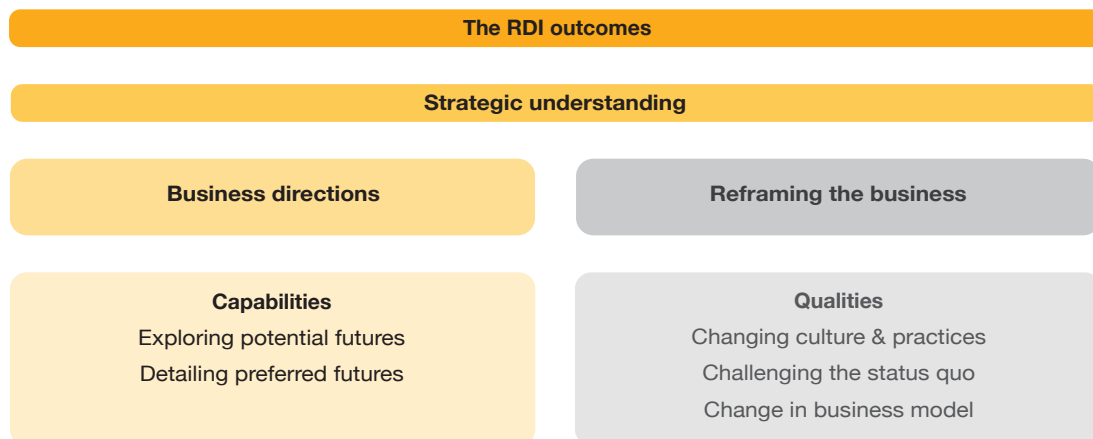 The RDI outcomes
Strategic understanding
Business directions
Reframing the business
Capabilities
Exploring potential futures
Detailing preferred futures
Qualities
Changing culture & practices
Challenging the status quo
Change in business model